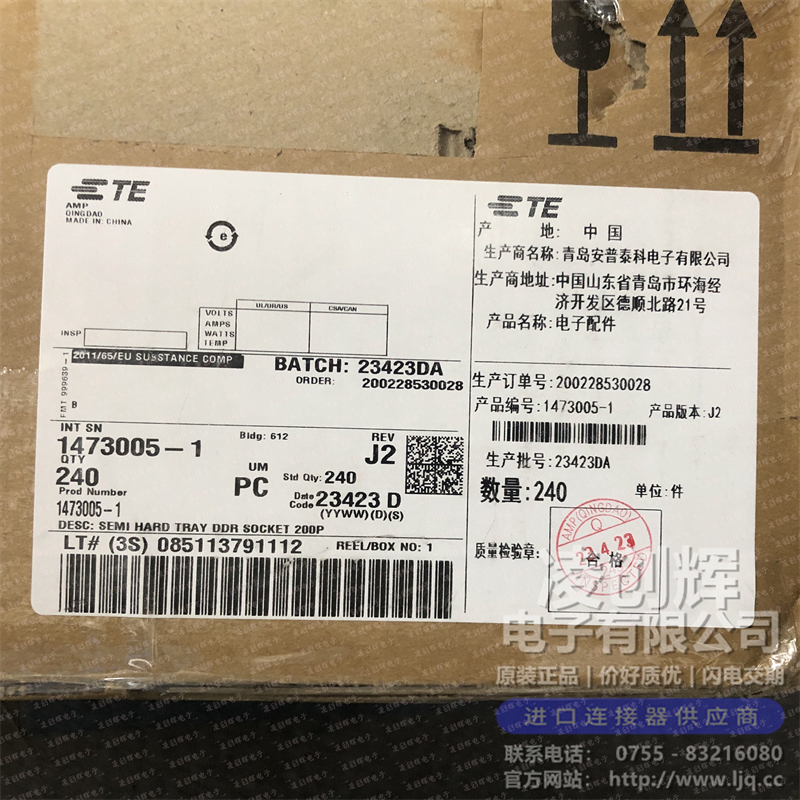 TE
AMP
QINGDAO
MADE IN: CHINA
e
UL/UR/US
CSA/CAN
VOLTS
AMPS
WATTS
TEMP
INSP
2011/65/EU SUBSTANCE COMP
BATCH: 23423DA
ORDER: 200228530028
FMT 999639-1
B
INT SN
1473005-1
Bldg: 612
REV
J2
QTY
240
UM
PC
Std Qty: 240
Prod Number
1473005-1
Date Code 23423 D
(YYWW)(D)(S)
DESC: SEMI HARD TRAY DDR SOCKET 200P
LT# (3S) 085113791112
REEL/BOX NO: 1
TE
产 地: 中 国
生产商名称:青岛安普泰科电子有限公司
生产商地址:中国山东省青岛市环海经
济开发区德顺北路21号
产品名称:电子配件
生产订单号:200228530028
产品编号:1473005-1 产品版本:J2
生产批号:23423DA
数量:240 单位:件
质量检验章:
AMP(QINGDAO)
Q
23.4.23
合格
INSPECTION
凌创辉
电子有限公司
原装正品 | 价好质优 | 闪电交期
进口连接器供应商
联系电话: 0755 - 83216080
官方网站: http://www.ljq.cc